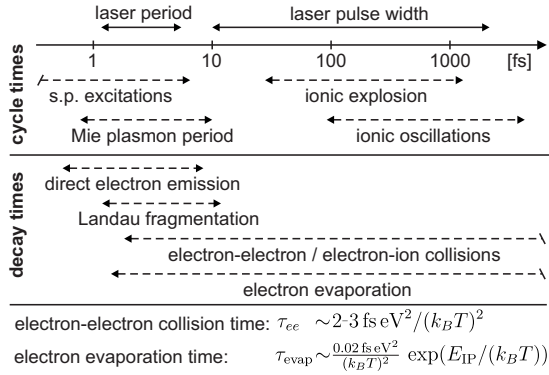 laser period laser pulse width
1 10 100 1000 [fs]
cycle times
s.p. excitations ionic explosion
Mie plasmon period ionic oscillations
decay times
direct electron emission
Landau fragmentation
electron-electron / electron-ion collisions
electron evaporation
electron-electron collision time: τee ~2-3 fs eV²/(kBT)²
electron evaporation time: τevap~0.02 fs eV²/(kBT)² exp(EIP/(kBT))